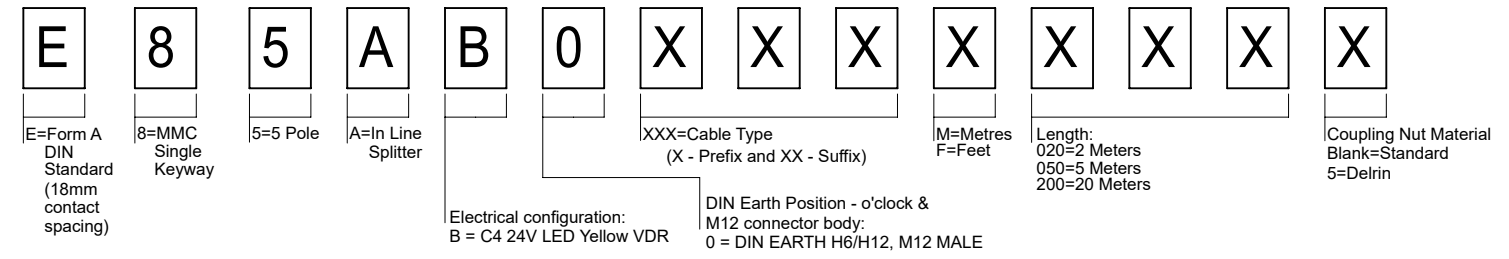 E 8 5 A B 0 X X X X X X X X
E=Form A
DIN
Standard
(18mm
contact
spacing)
8=MMC
Single
Keyway
5=5 Pole
A=In Line
Splitter
Electrical configuration:
B = C4 24V LED Yellow VDR
DIN Earth Position - o'clock &
M12 connector body:
0 = DIN EARTH H6/H12, M12 MALE
XXX=Cable Type
(X - Prefix and XX - Suffix)
M=Metres
F=Feet
Length:
020=2 Meters
050=5 Meters
200=20 Meters
Coupling Nut Material
Blank=Standard
5=Delrin